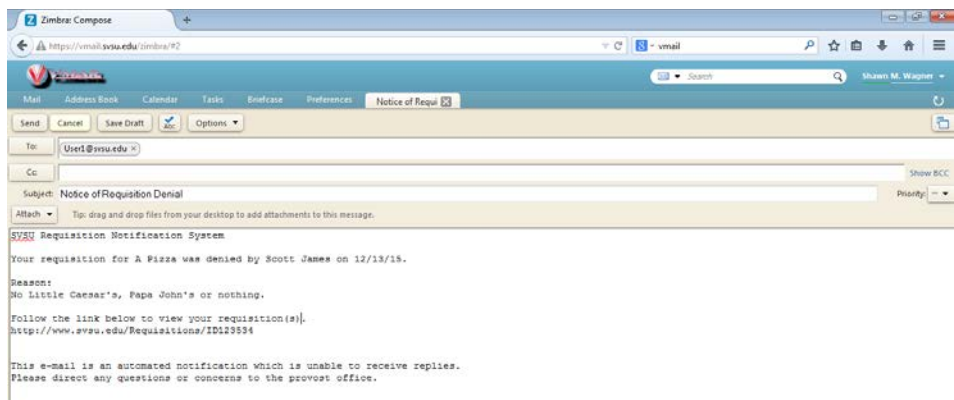 Zimbra: Compose
https://vmail.svsu.edu/zimbra/#2
vmail
Search
Shawn M. Wagner
Mail Address Book Calendar Tasks Briefcase Preferences Notice of Requi
Send Cancel Save Draft ABC Options
To: User1@svsu.edu
Cc: Show BCC
Subject: Notice of Requisition Denial Priority:
Attach Tip: drag and drop files from your desktop to add attachments to this message.
SVSU Requisition Notification System
Your requisition for A Pizza was denied by Scott James on 12/13/15.
Reason:
No Little Caesar's, Papa John's or nothing.
Follow the link below to view your requisition(s).
http://www.svsu.edu/Requisitions/ID123534
This e-mail is an automated notification which is unable to receive replies.
Please direct any questions or concerns to the provost office.